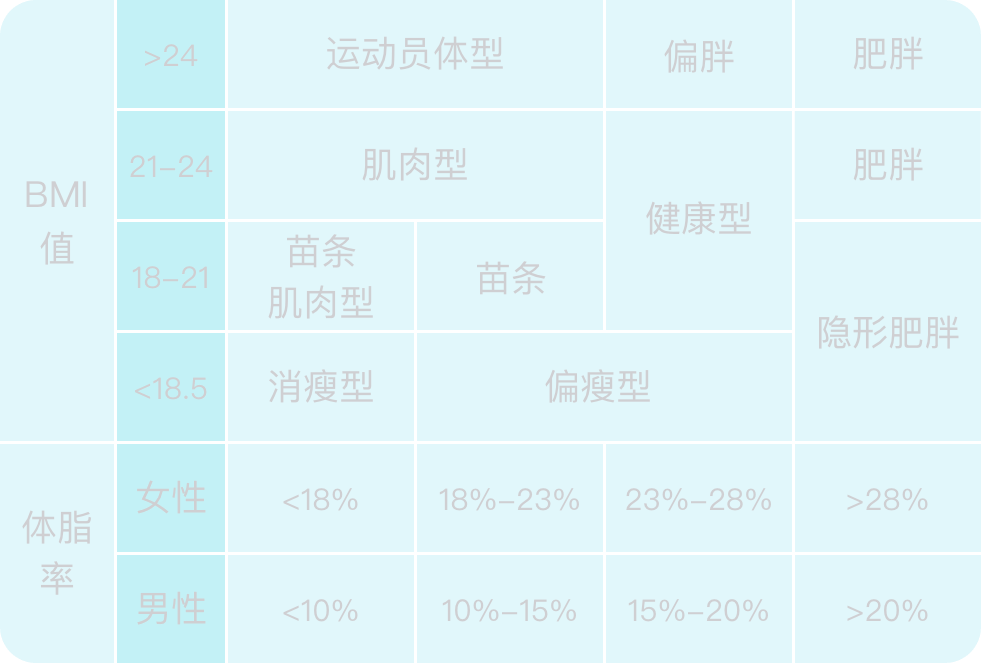 >24
运动员体型
偏胖
肥胖
21–24
肌肉型
肥胖
BMI
值
健康型
18–21
苗条
肌肉型
苗条
隐形肥胖
<18.5
消瘦型
偏瘦型
体脂
率
女性
<18%
18%–23%
23%–28%
>28%
男性
<10%
10%–15%
15%–20%
>20%